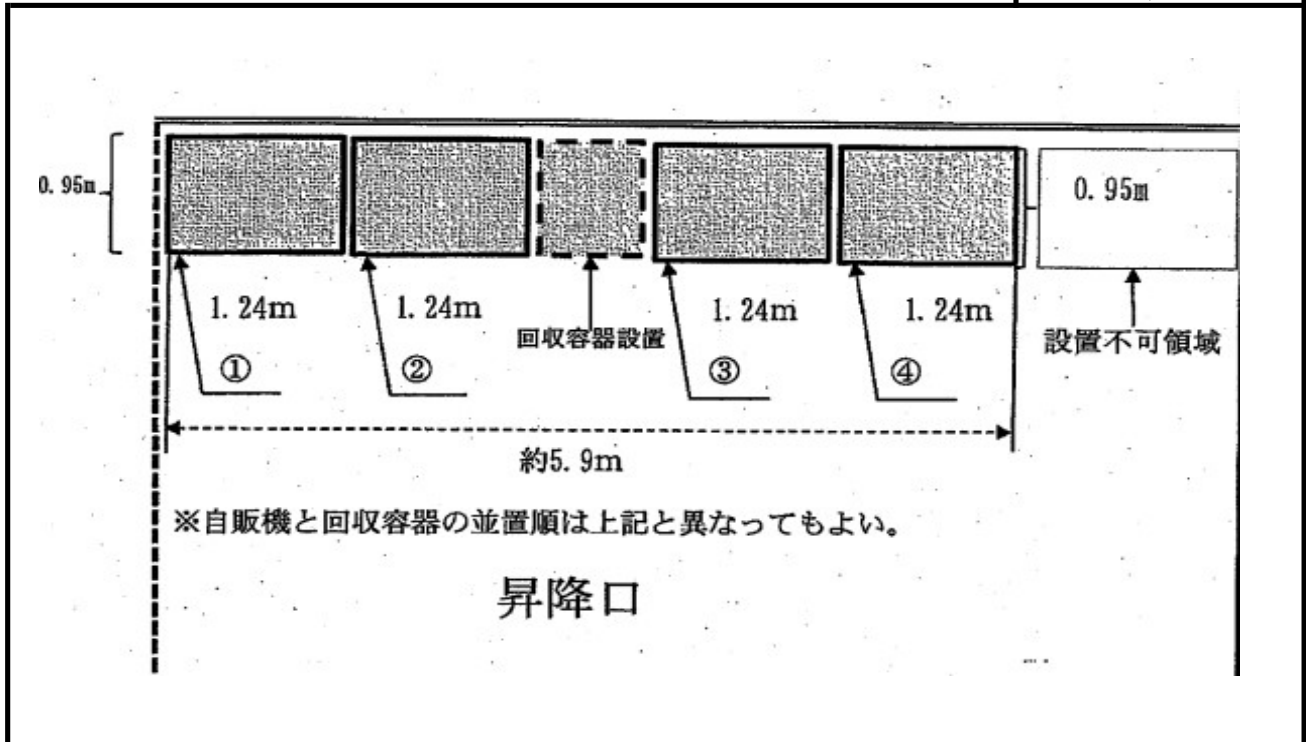 0.95m
0.95m
1.24m
1.24m
1.24m
1.24m
回収容器設置
設置不可領域
①
②
③
④
約5.9m
※自販機と回収容器の並置順は上記と異なってもよい。
昇降口